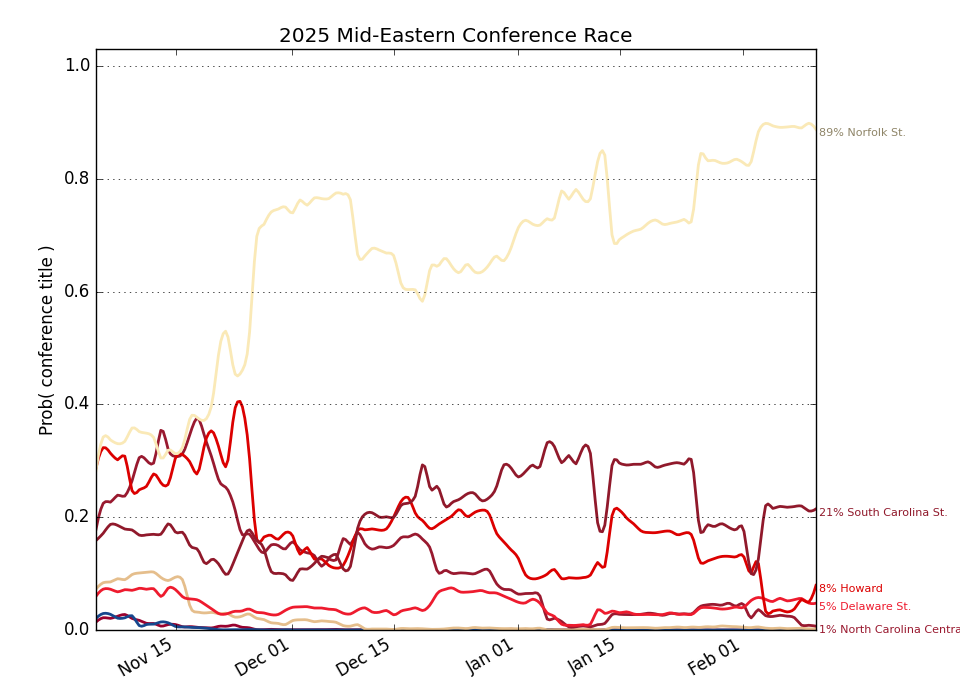 2025 Mid-Eastern Conference Race
Prob( conference title )
1.0
0.8
0.6
0.4
0.2
0.0
Nov 15
Dec 01
Dec 15
Jan 01
Jan 15
Feb 01
89% Norfolk St.
21% South Carolina St.
8% Howard
5% Delaware St.
1% North Carolina Centra